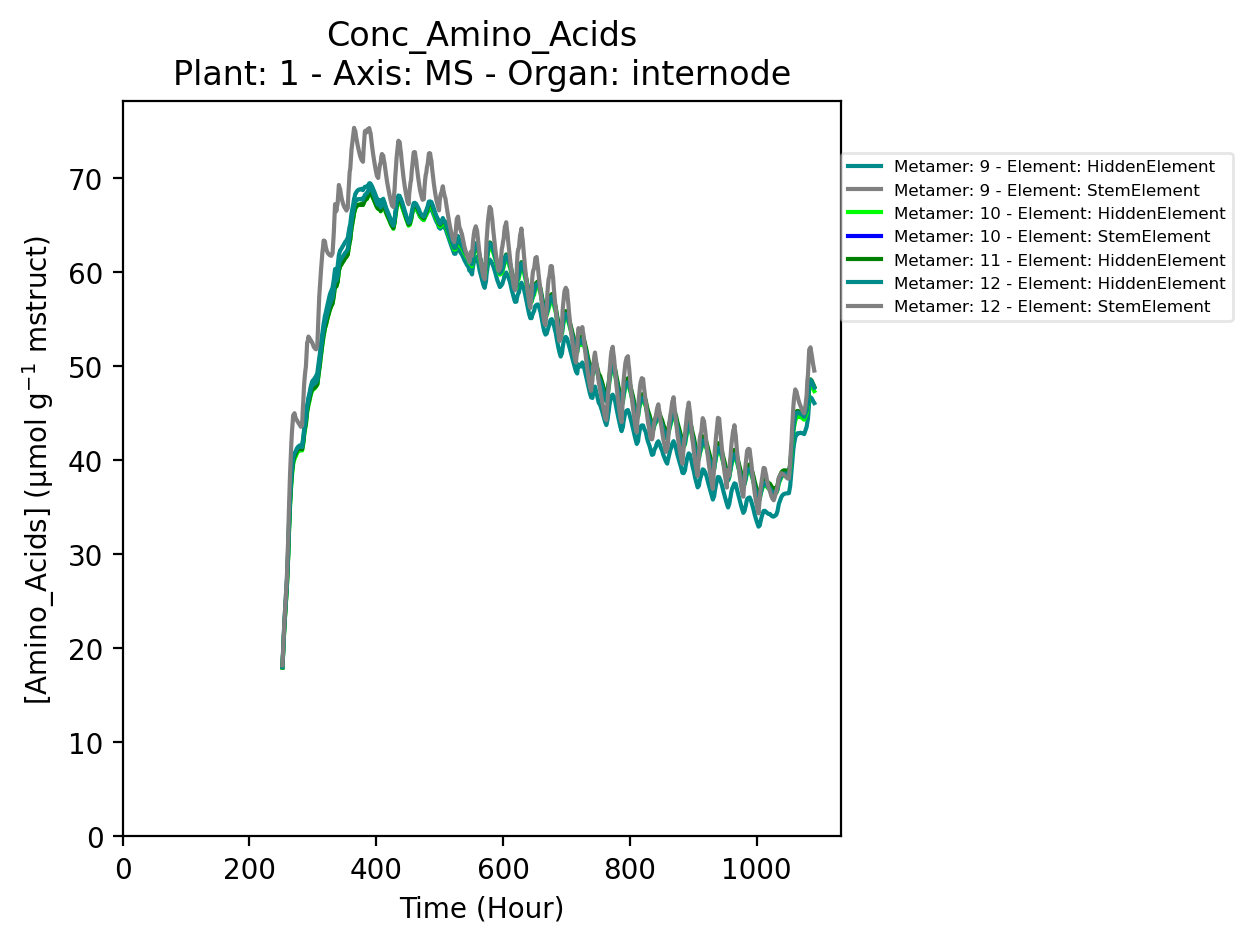 Conc_Amino_Acids
Plant: 1 - Axis: MS - Organ: internode
[Amino_Acids] (µmol g⁻¹ mstruct)
70
60
50
40
30
20
10
0
0 200 400 600 800 1000
Time (Hour)
Metamer: 9 - Element: HiddenElement
Metamer: 9 - Element: StemElement
Metamer: 10 - Element: HiddenElement
Metamer: 10 - Element: StemElement
Metamer: 11 - Element: HiddenElement
Metamer: 12 - Element: HiddenElement
Metamer: 12 - Element: StemElement